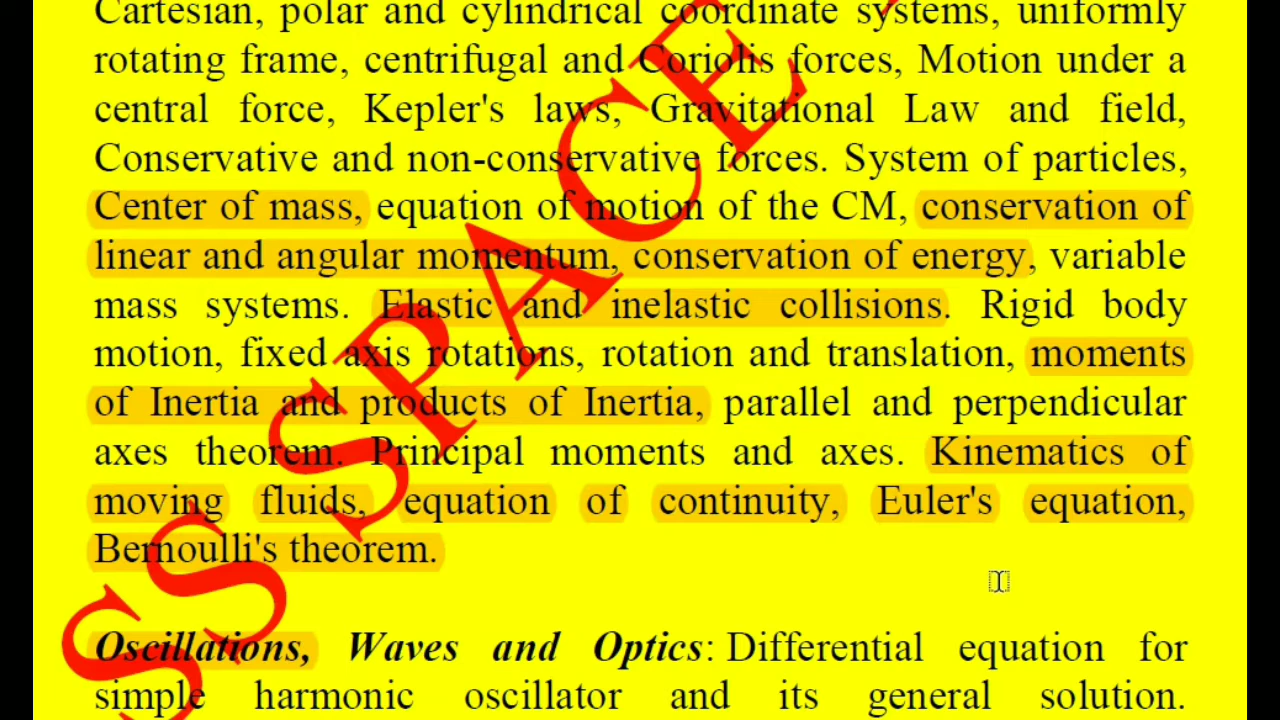 Cartesian, polar and cylindrical coordinate systems, uniformly
rotating frame, centrifugal and Coriolis forces, Motion under a
central force, Kepler's laws, Gravitational Law and field,
Conservative and non-conservative forces. System of particles,
Center of mass, equation of motion of the CM, conservation of
linear and angular momentum, conservation of energy, variable
mass systems. Elastic and inelastic collisions. Rigid body
motion, fixed axis rotations, rotation and translation, moments
of Inertia and products of Inertia, parallel and perpendicular
axes theorem. Principal moments and axes. Kinematics of
moving fluids, equation of continuity, Euler's equation,
Bernoulli's theorem.
Oscillations, Waves and Optics: Differential equation for
simple harmonic oscillator and its general solution.
SS SPACE